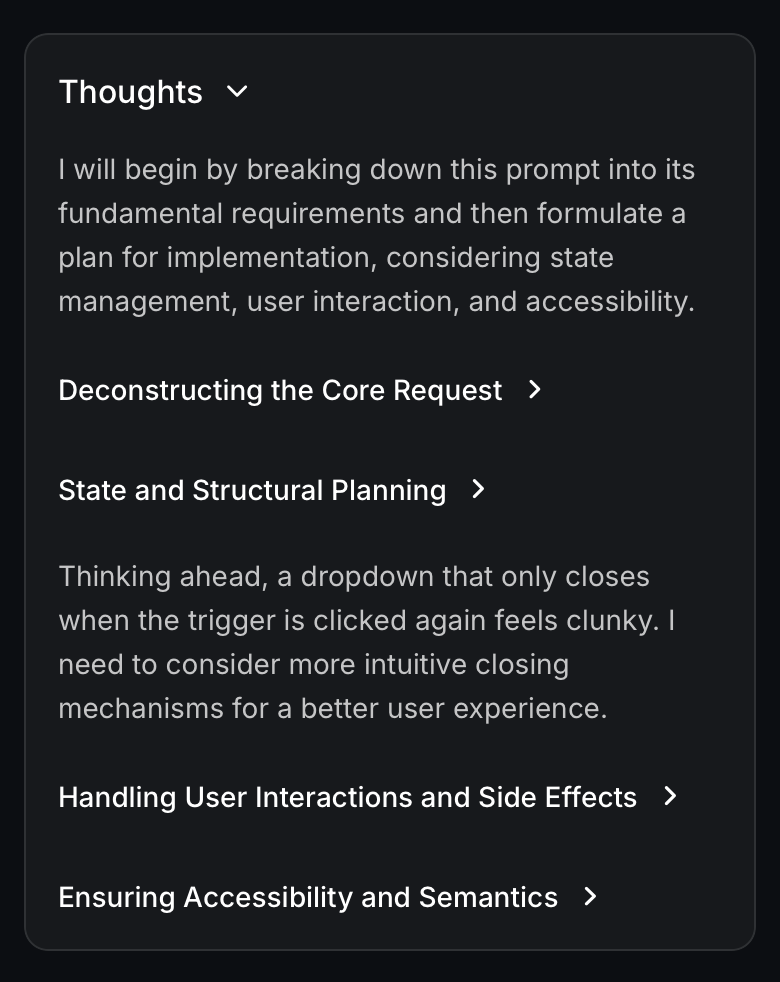 Thoughts
I will begin by breaking down this prompt into its
fundamental requirements and then formulate a
plan for implementation, considering state
management, user interaction, and accessibility.
Deconstructing the Core Request
State and Structural Planning
Thinking ahead, a dropdown that only closes
when the trigger is clicked again feels clunky. I
need to consider more intuitive closing
mechanisms for a better user experience.
Handling User Interactions and Side Effects
Ensuring Accessibility and Semantics